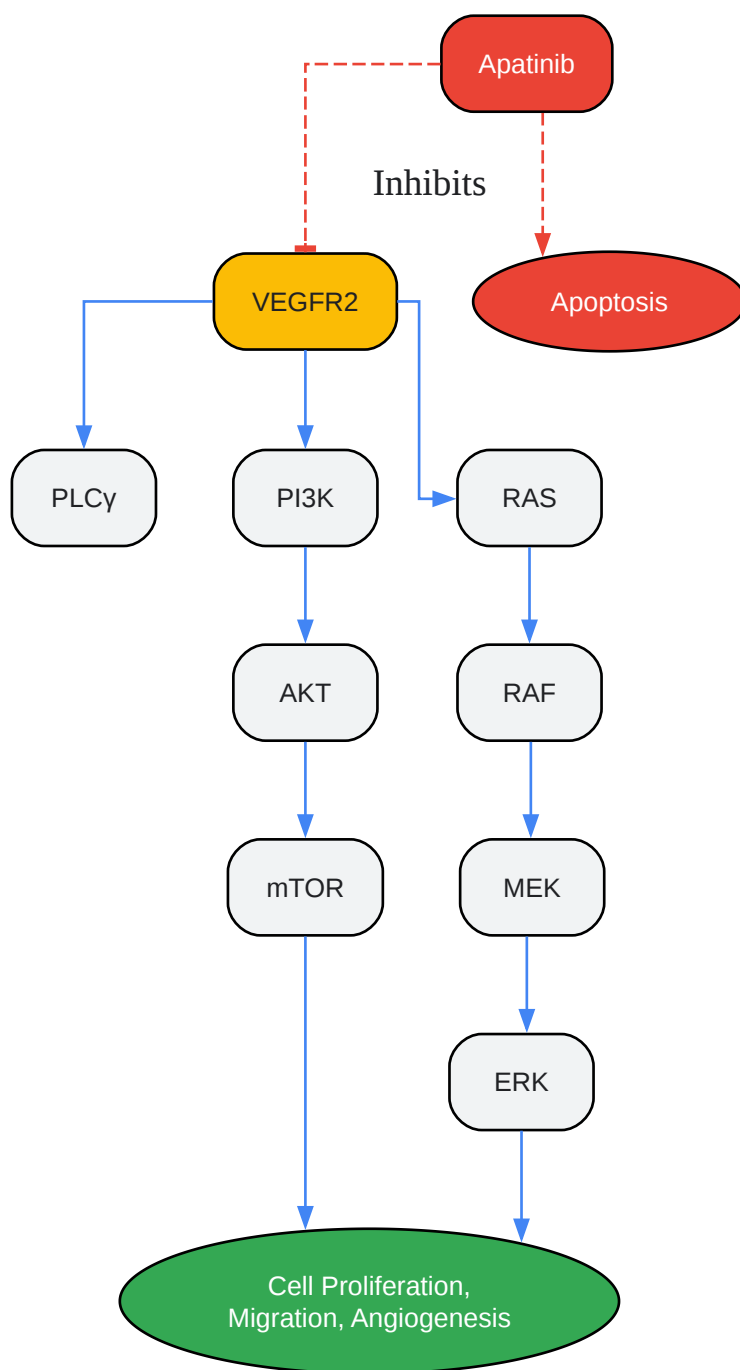 Apatinib
Inhibits
VEGFR2
Apoptosis
PLCγ
PI3K
RAS
AKT
RAF
mTOR
MEK
ERK
Cell Proliferation,
Migration, Angiogenesis